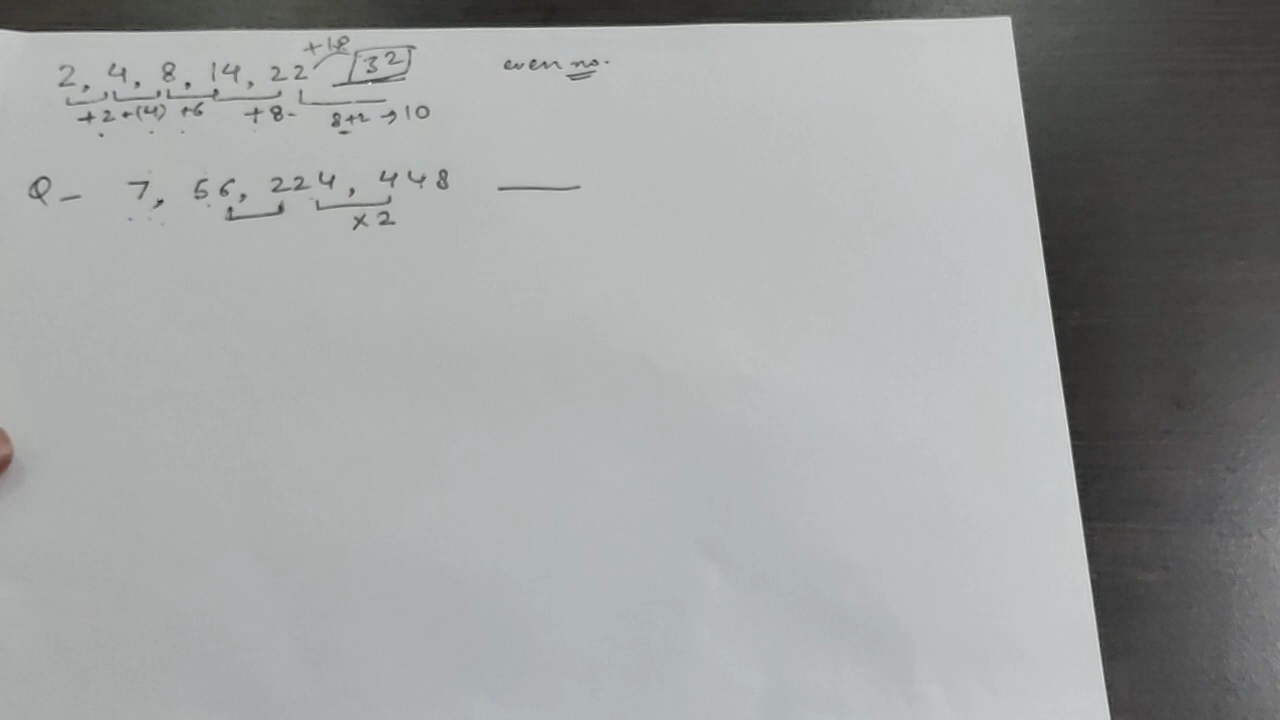 +10
2, 4, 8, 14, 22 32 even no.
+2 +(4) +6 +8 8+2 → 10
Q- 7, 56, 224, 448 ____
×2